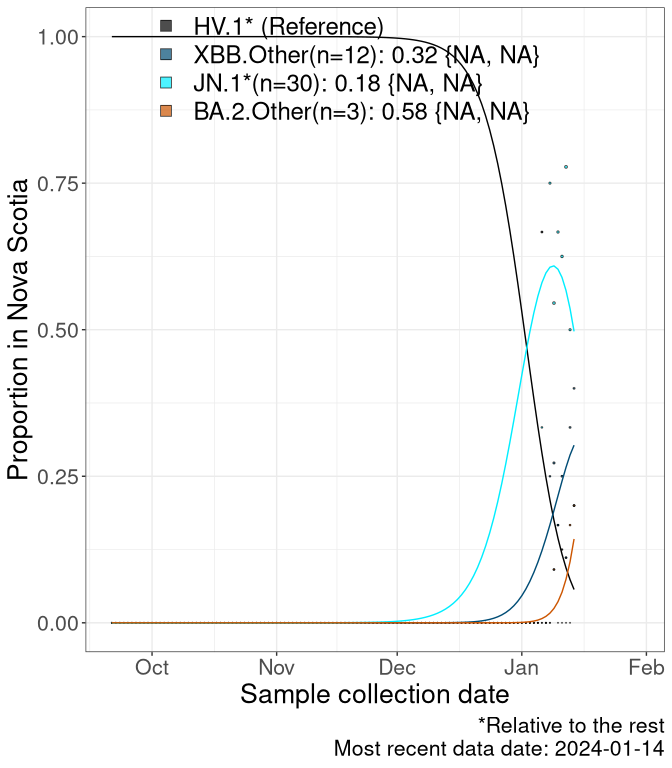 HV.1* (Reference)
XBB.Other(n=12): 0.32 {NA, NA}
JN.1*(n=30): 0.18 {NA, NA}
BA.2.Other(n=3): 0.58 {NA, NA}
Proportion in Nova Scotia
1.00
0.75
0.50
0.25
0.00
Oct Nov Dec Jan Feb
Sample collection date
*Relative to the rest
Most recent data date: 2024-01-14